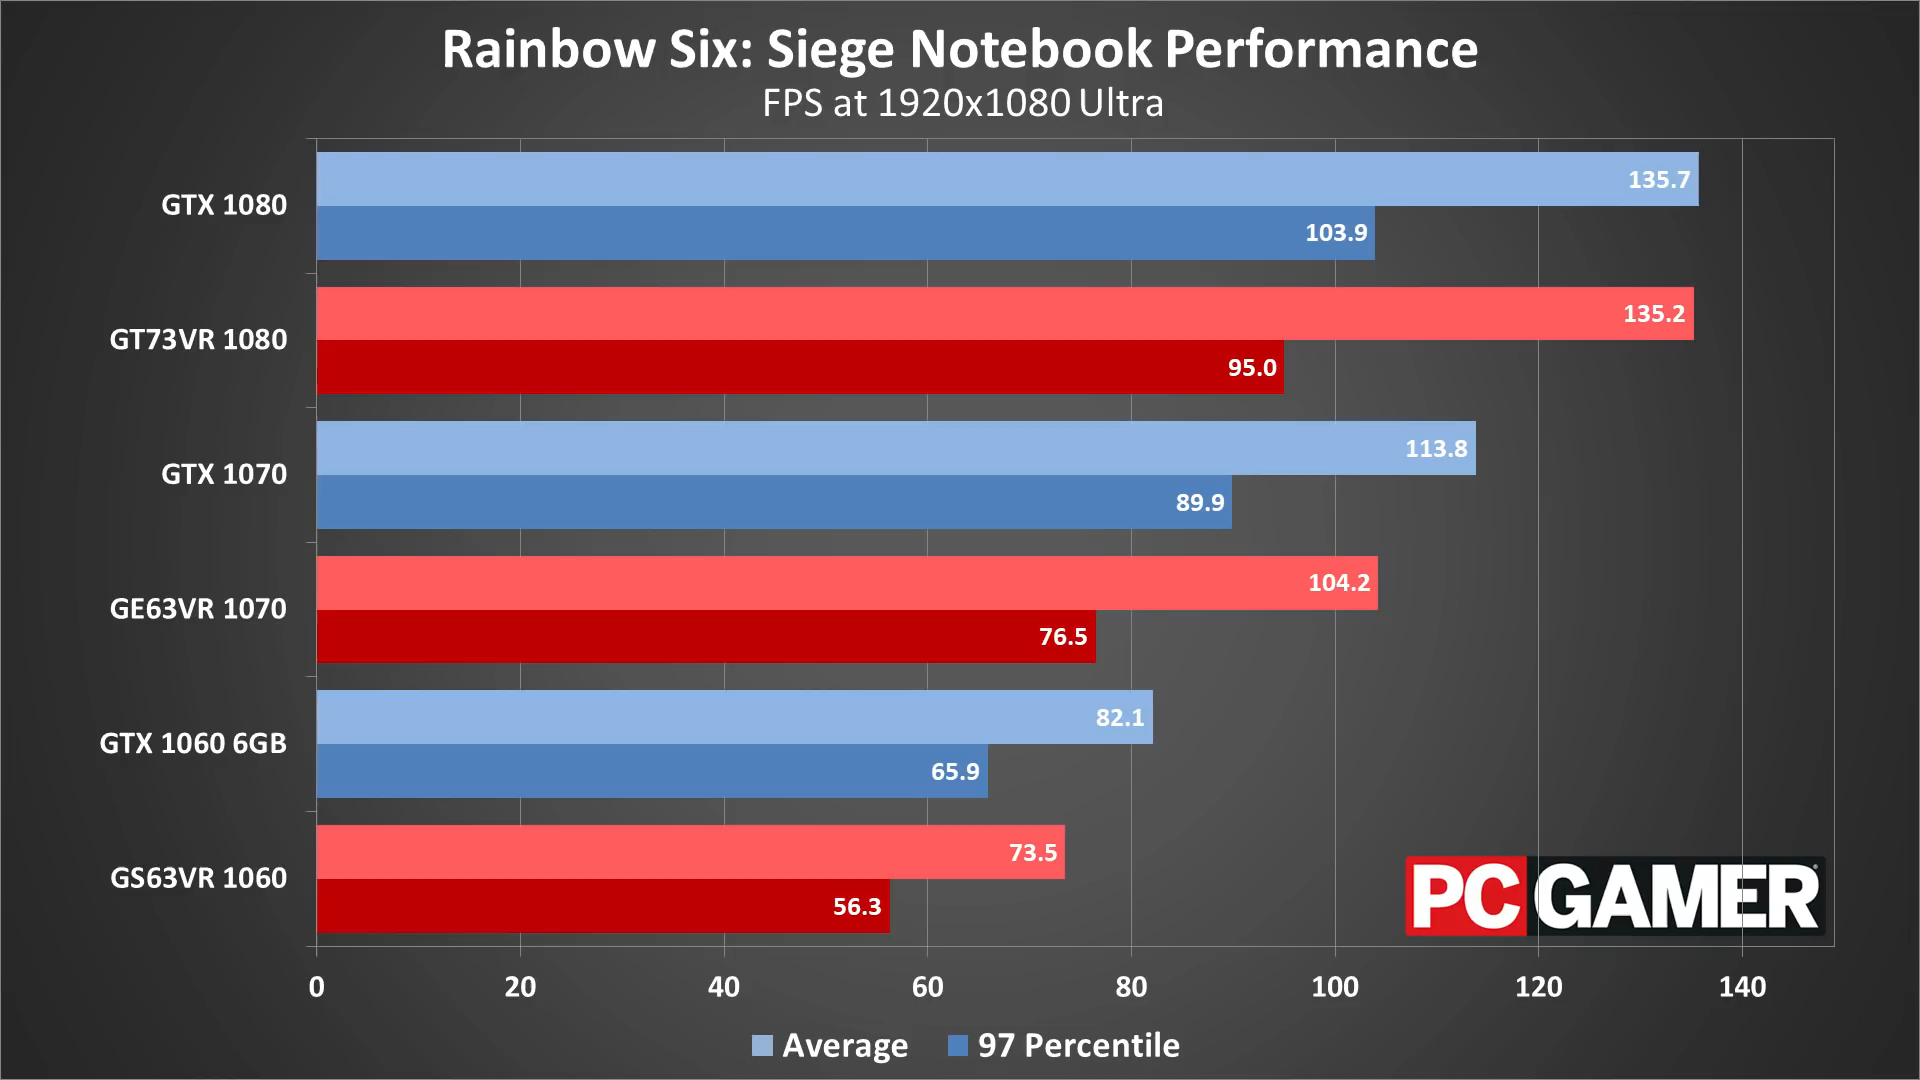 Rainbow Six: Siege Notebook Performance
FPS at 1920x1080 Ultra
GTX 1080
135.7
103.9
GT73VR 1080
135.2
95.0
GTX 1070
113.8
89.9
GE63VR 1070
104.2
76.5
GTX 1060 6GB
82.1
65.9
GS63VR 1060
73.5
56.3
PC GAMER
0 20 40 60 80 100 120 140
Average 97 Percentile